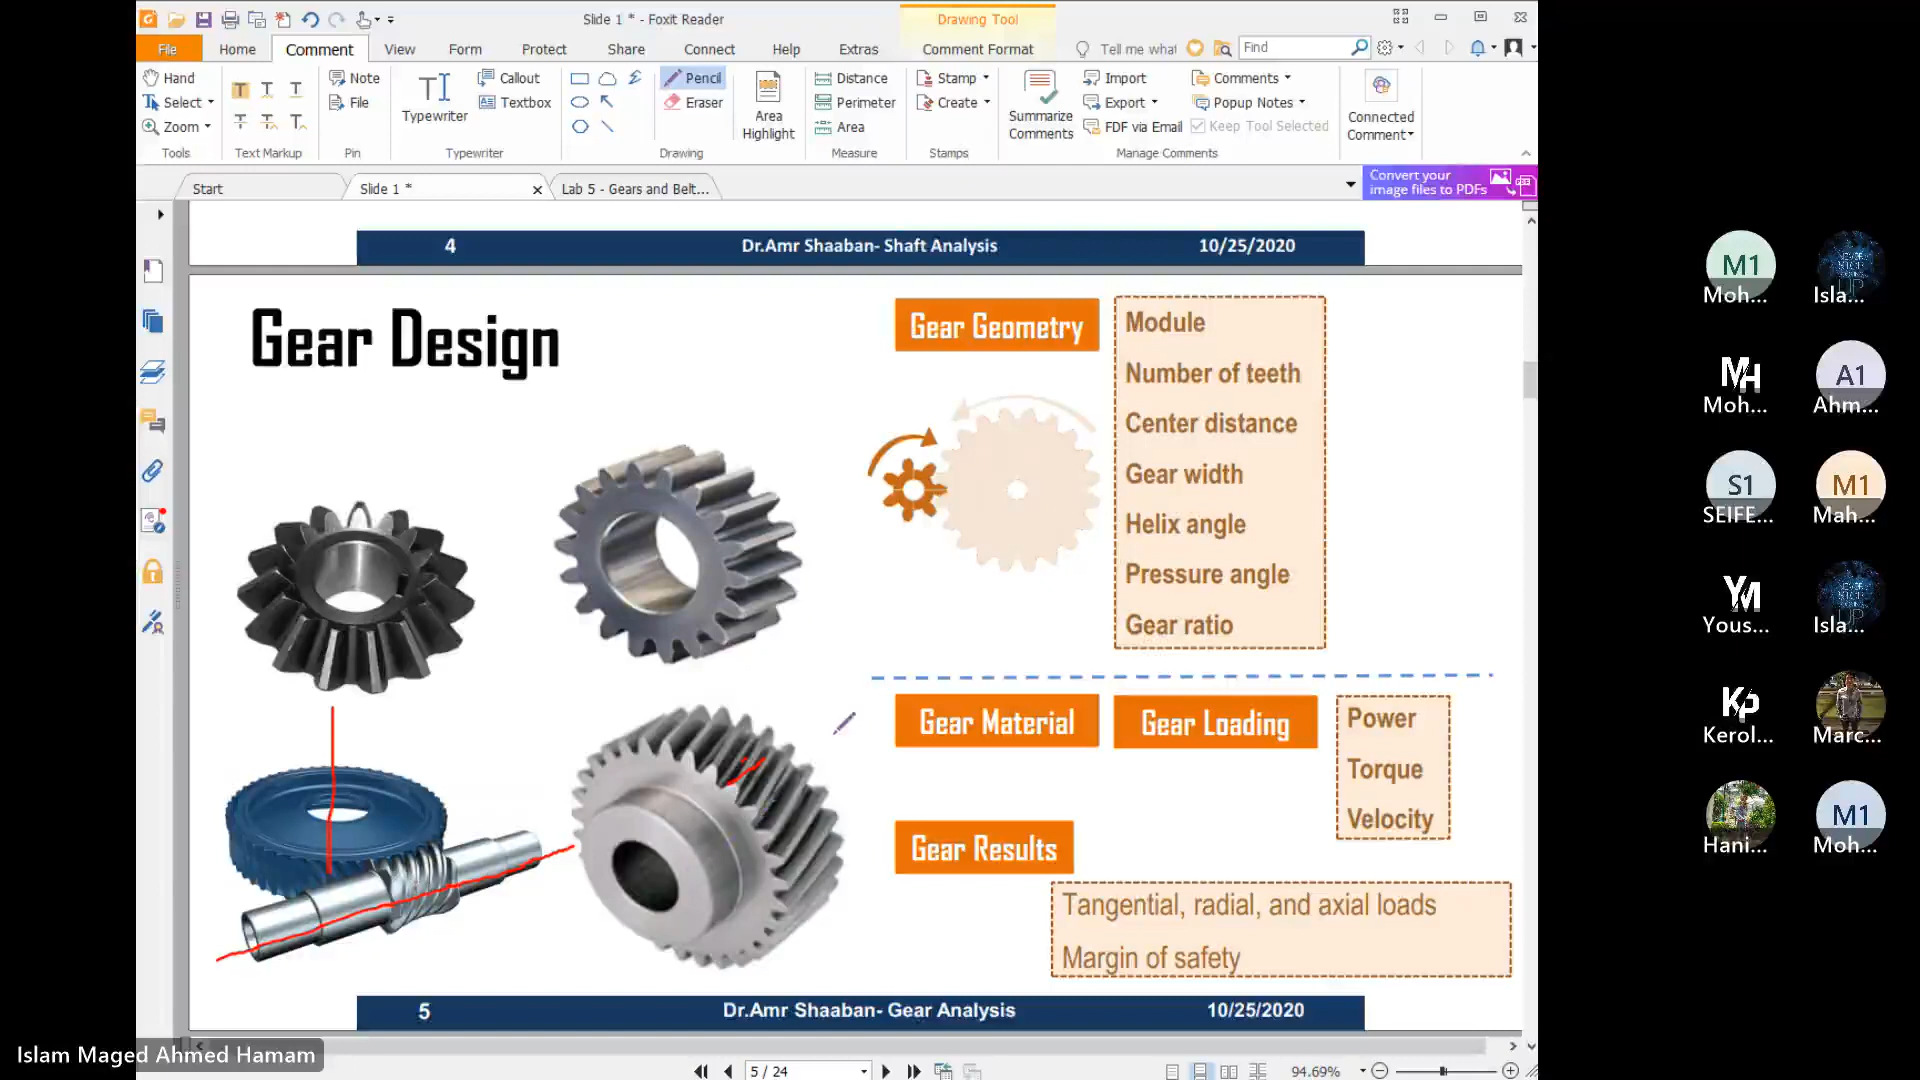 Slide 1 * - Foxit Reader
Drawing Tool
File
Home
Comment
View
Form
Protect
Share
Connect
Help
Extras
Comment Format
Tell me what
Find
Hand
Select
Zoom
Tools
Text Markup
Note
File
Pin
Typewriter
Callout
Textbox
Typewriter
Pencil
Eraser
Area
Highlight
Drawing
Distance
Perimeter
Area
Measure
Stamp
Create
Stamps
Summarize
Comments
Import
Export
FDF via Email
Comments
Popup Notes
Keep Tool Selected
Manage Comments
Connected
Comment
Start
Slide 1 *
Lab 5 - Gears and Belt...
Convert your
image files to PDFs
4
Dr.Amr Shaaban- Shaft Analysis
10/25/2020
Gear Design
Gear Geometry
Module
Number of teeth
Center distance
Gear width
Helix angle
Pressure angle
Gear ratio
Gear Material
Gear Loading
Power
Torque
Velocity
Gear Results
Tangential, radial, and axial loads
Margin of safety
5
Dr.Amr Shaaban- Gear Analysis
10/25/2020
Islam Maged Ahmed Hamam
5 / 24
94.69%
M1
Moh...
Isla...
MH
Moh...
A1
Ahm...
S1
SEIFE...
M1
Mah...
YM
Yous...
Isla...
KP
Kerol...
Marc...
Hani...
M1
Moh...